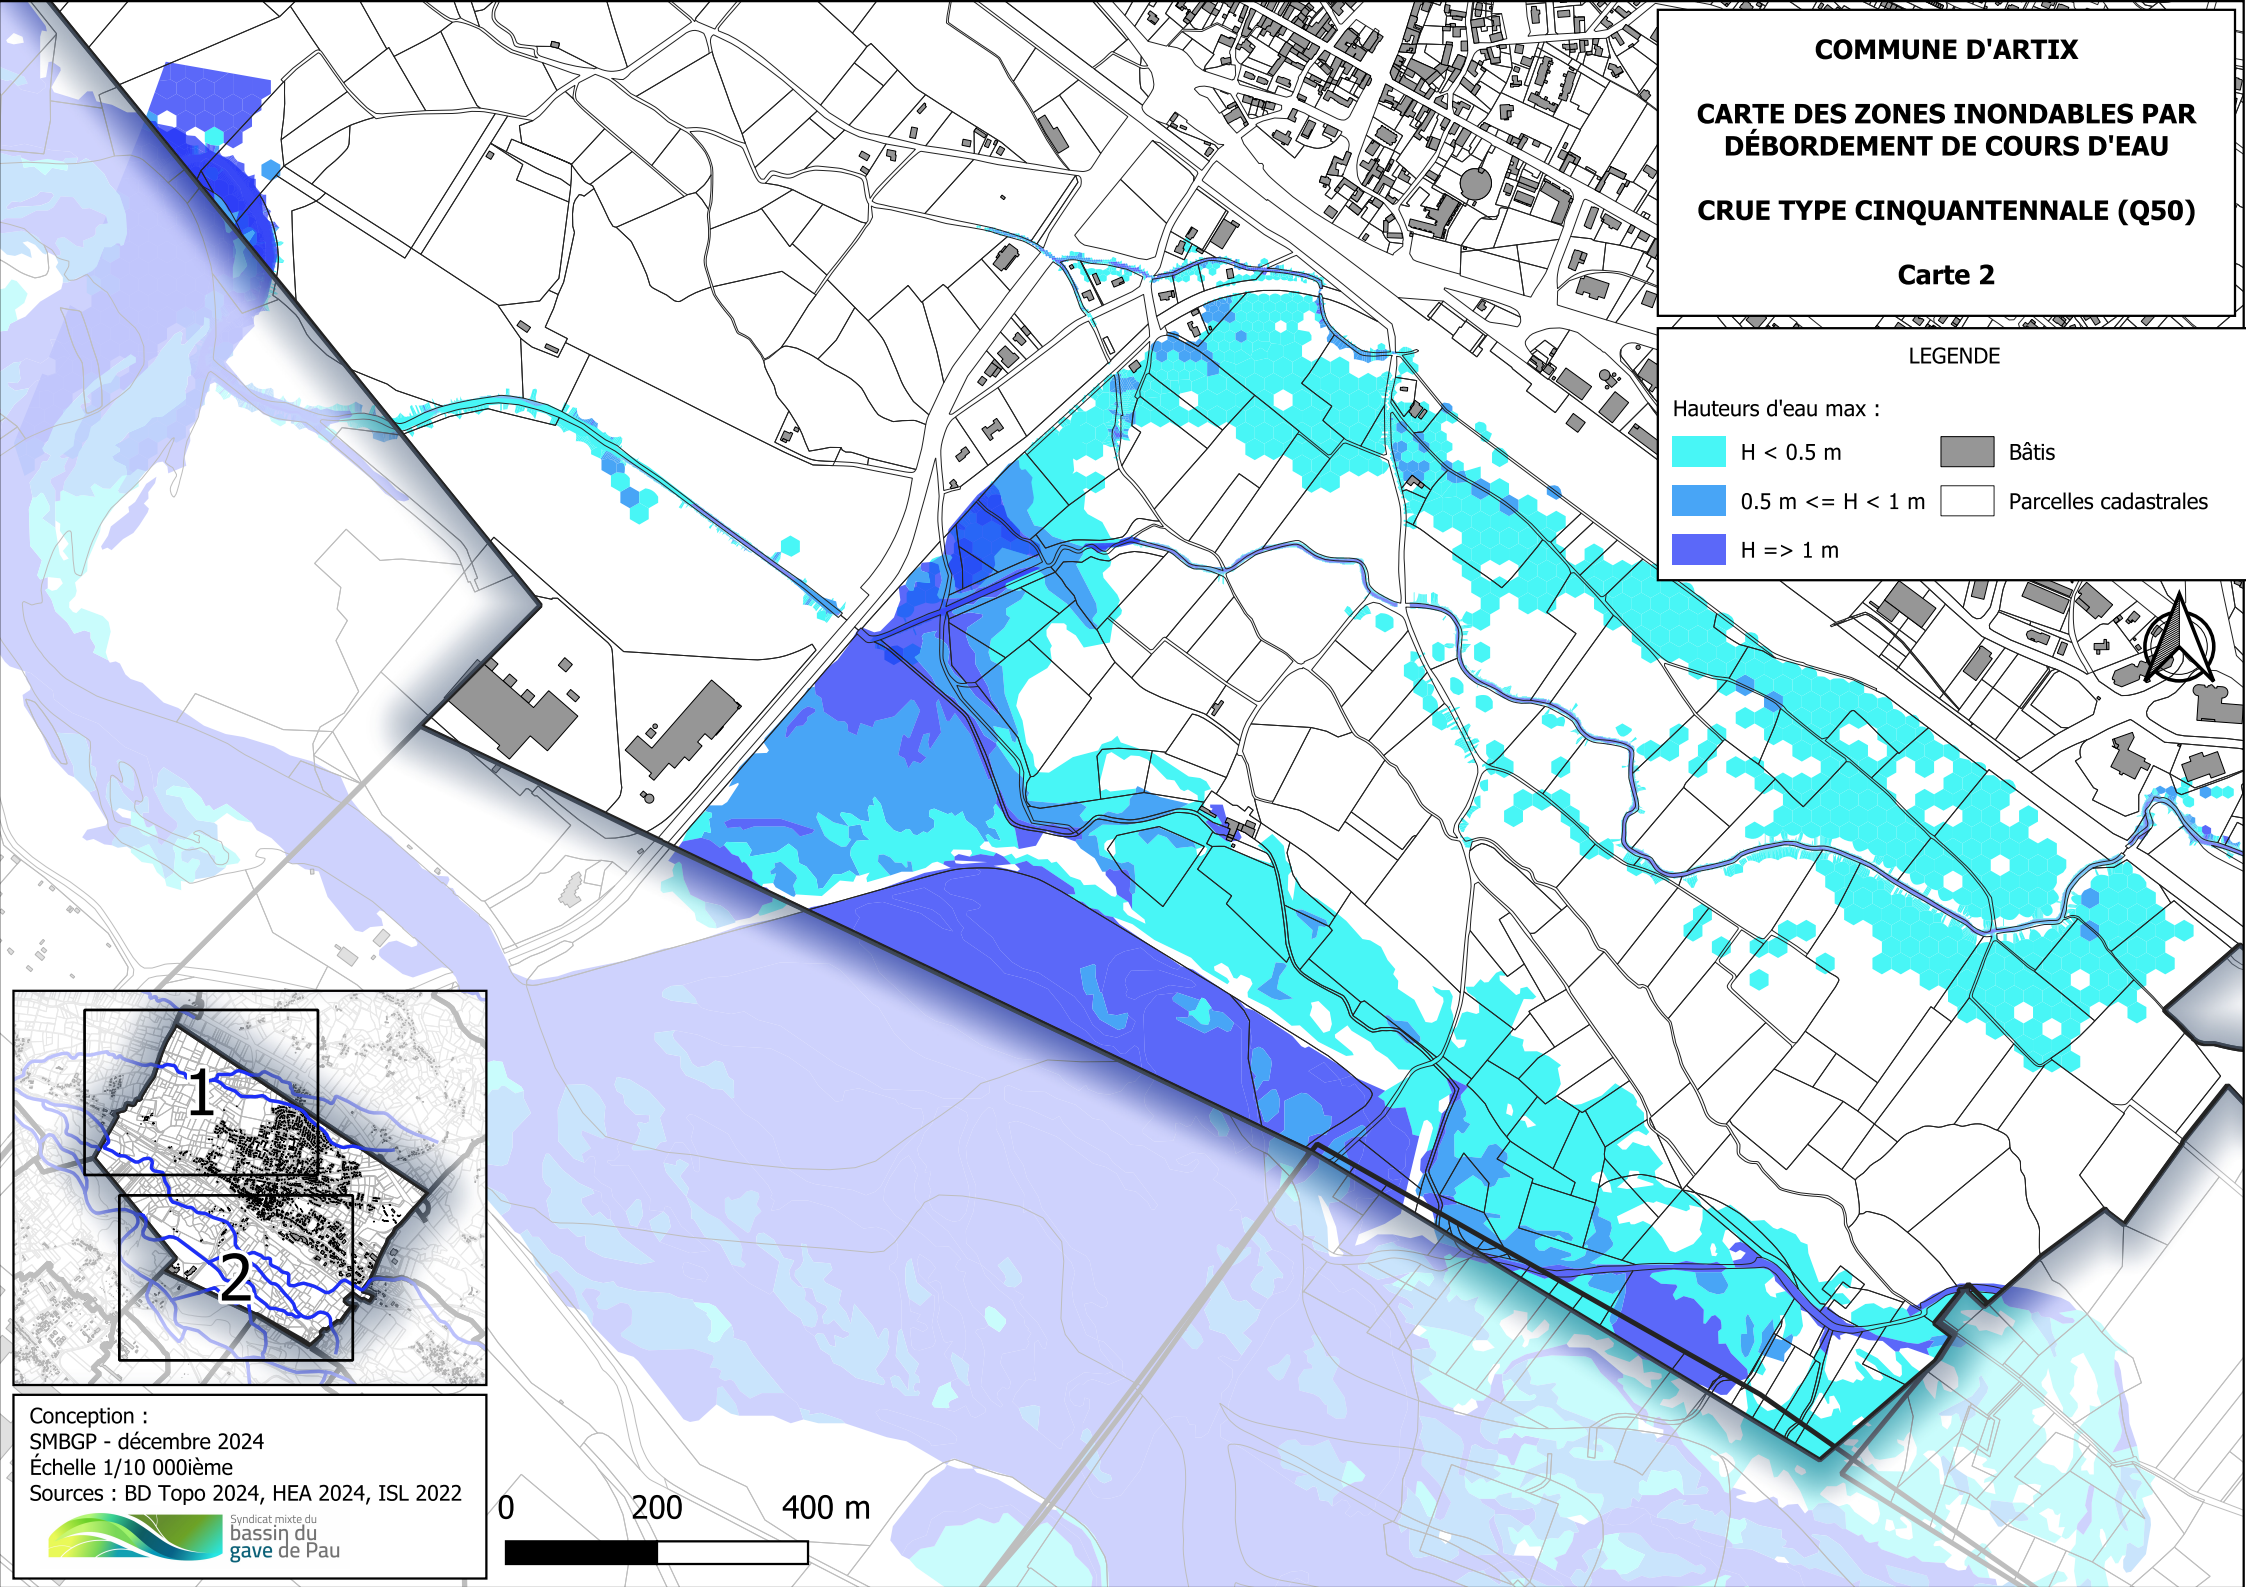 COMMUNE D'ARTIX
CARTE DES ZONES INONDABLES PAR
DÉBORDEMENT DE COURS D'EAU
CRUE TYPE CINQUANTENNALE (Q50)
Carte 2
LEGENDE
Hauteurs d'eau max :
H < 0.5 m
Bâtis
0.5 m <= H < 1 m
Parcelles cadastrales
H => 1 m
1
2
Conception :
SMBGP - décembre 2024
Échelle 1/10 000ième
Sources : BD Topo 2024, HEA 2024, ISL 2022
Syndicat mixte du
bassin du
gave de Pau
0 200 400 m